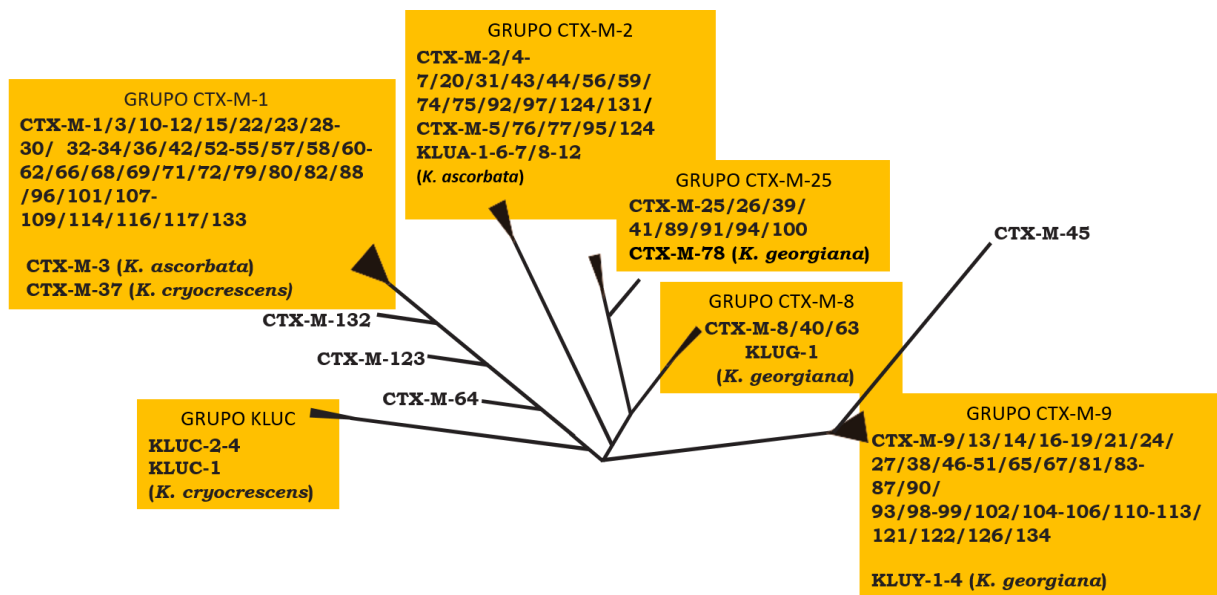 GRUPO CTX-M-2
CTX-M-2/4-
7/20/31/43/44/56/59/
74/75/92/97/124/131/
CTX-M-5/76/77/95/124
KLUA-1-6-7/8-12
(K. ascorbata)
GRUPO CTX-M-1
CTX-M-1/3/10-12/15/22/23/28-
30/ 32-34/36/42/52-55/57/58/60-
62/66/68/69/71/72/79/80/82/88
/96/101/107-
109/114/116/117/133
CTX-M-3 (K. ascorbata)
CTX-M-37 (K. cryocrescens)
GRUPO CTX-M-25
CTX-M-25/26/39/
41/89/91/94/100
CTX-M-78 (K. georgiana)
CTX-M-45
GRUPO CTX-M-8
CTX-M-8/40/63
KLUG-1
(K. georgiana)
CTX-M-132
CTX-M-123
CTX-M-64
GRUPO KLUC
KLUC-2-4
KLUC-1
(K. cryocrescens)
GRUPO CTX-M-9
CTX-M-9/13/14/16-19/21/24/
27/38/46-51/65/67/81/83-
87/90/
93/98-99/102/104-106/110-113/
121/122/126/134
KLUY-1-4 (K. georgiana)